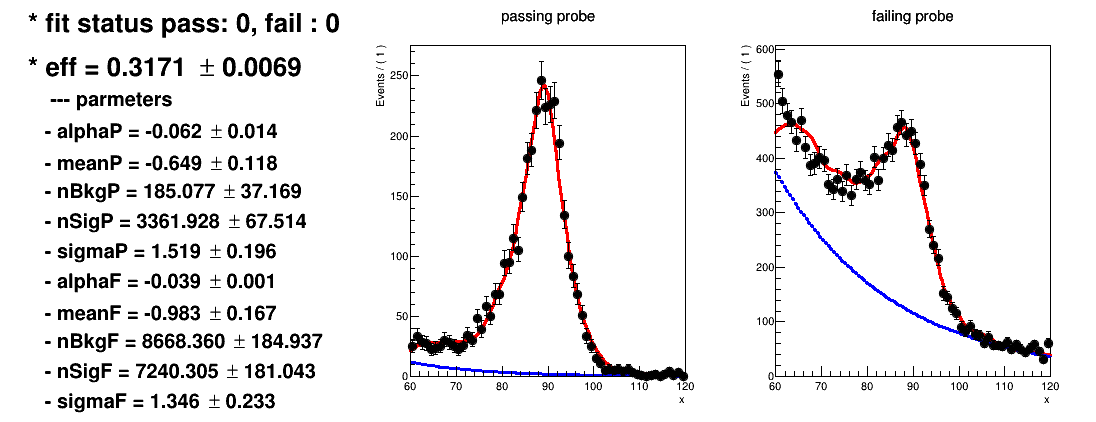 * fit status pass: 0, fail : 0
* eff = 0.3171 ± 0.0069
--- parmeters
- alphaP = -0.062 ± 0.014
- meanP = -0.649 ± 0.118
- nBkgP = 185.077 ± 37.169
- nSigP = 3361.928 ± 67.514
- sigmaP = 1.519 ± 0.196
- alphaF = -0.039 ± 0.001
- meanF = -0.983 ± 0.167
- nBkgF = 8668.360 ± 184.937
- nSigF = 7240.305 ± 181.043
- sigmaF = 1.346 ± 0.233
passing probe
Events / ( 1 )
250
200
150
100
50
0
60 70 80 90 100 110 120
x
failing probe
Events / ( 1 )
600
500
400
300
200
100
0
60 70 80 90 100 110 120
x